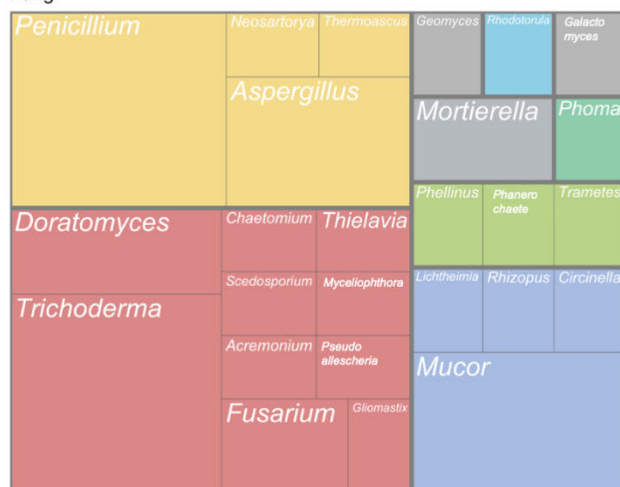 Penicillium
Neosartorya
Thermoascus
Aspergillus
Geomyces
Rhodotorula
Galacto
myces
Mortierella
Phoma
Phellinus
Phanero
chaete
Trametes
Doratomyces
Trichoderma
Chaetomium
Thielavia
Scedosporium
Myceliophthora
Acremonium
Pseudo
allescheria
Fusarium
Gliomastix
Lichtheimia
Rhizopus
Circinella
Mucor